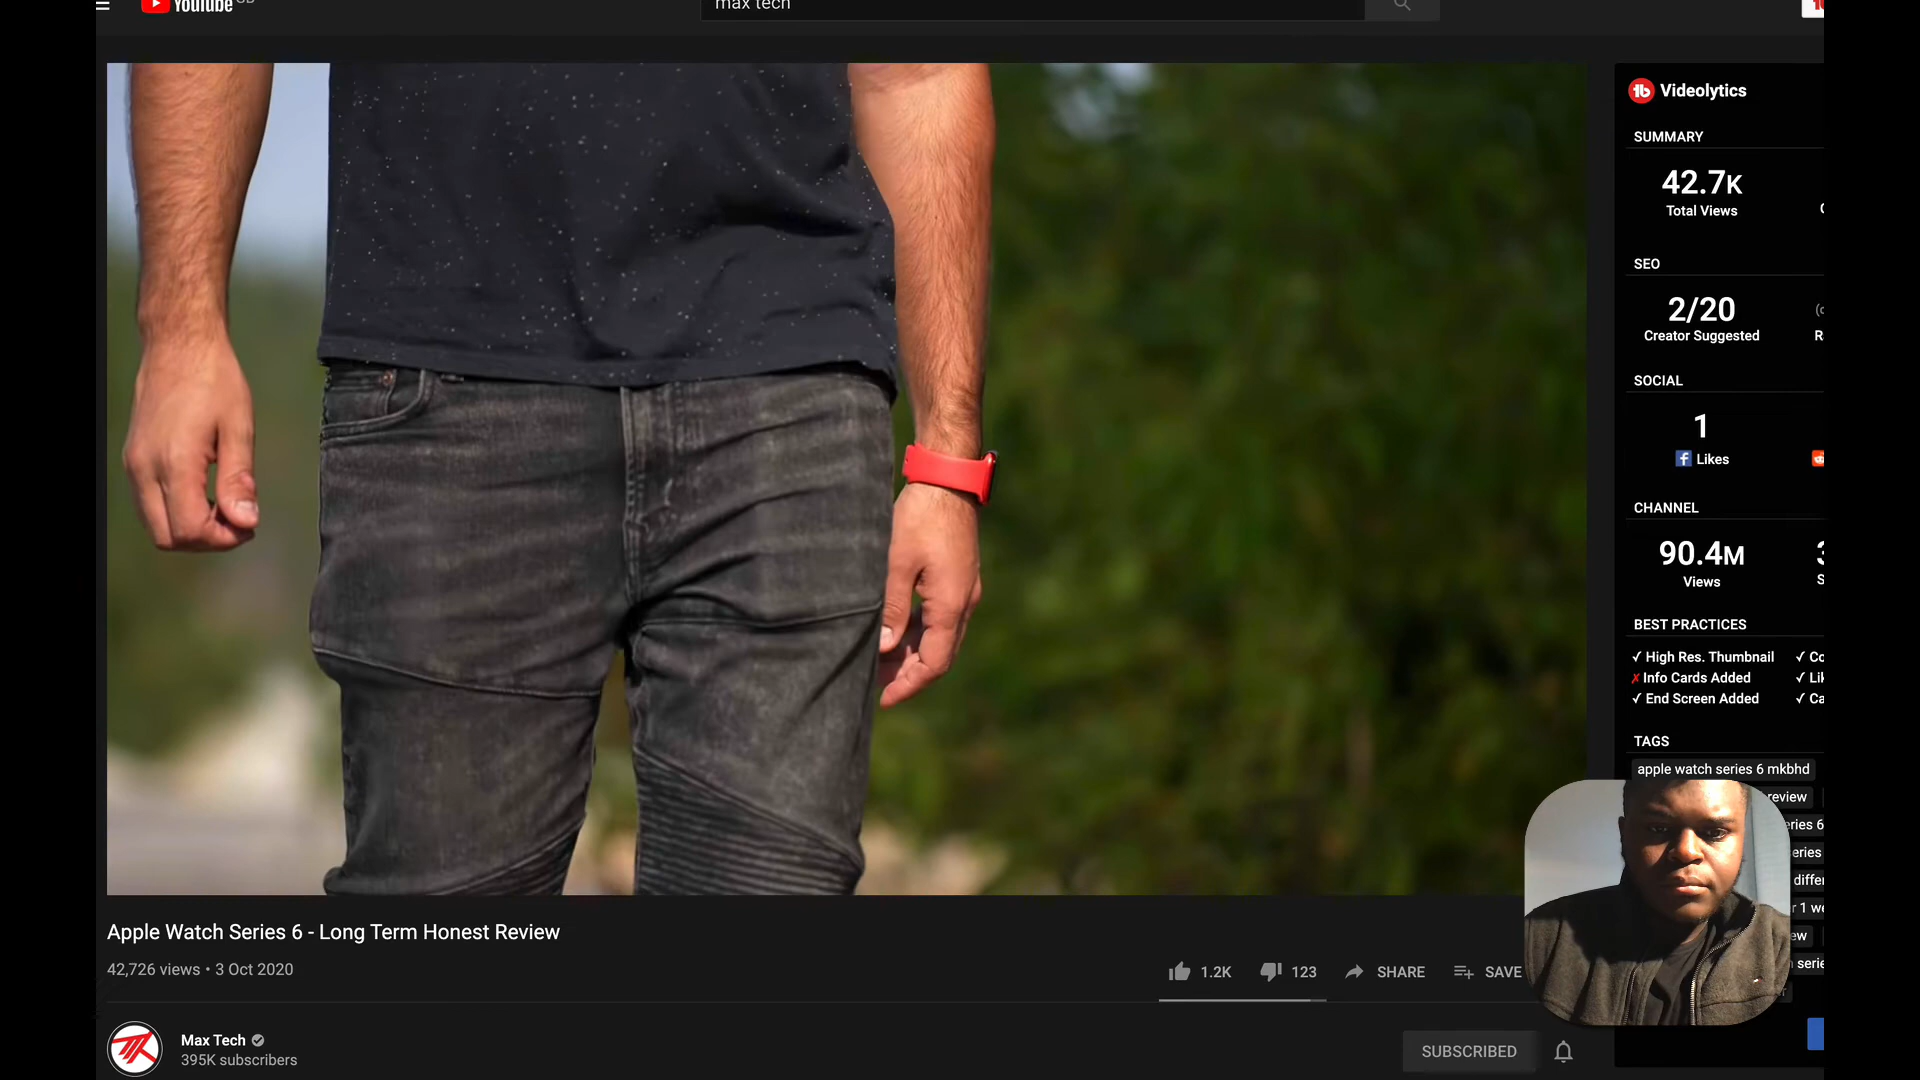 YouTube
max tech
Videolytics
SUMMARY
42.7K
Total Views
SEO
2/20
Creator Suggested
SOCIAL
1
Likes
CHANNEL
90.4M
Views
BEST PRACTICES
✓ High Res. Thumbnail
✗ Info Cards Added
✓ End Screen Added
TAGS
apple watch series 6 mkbhd
review
Apple Watch Series 6 - Long Term Honest Review
42,726 views • 3 Oct 2020
1.2K 123 SHARE SAVE
Max Tech
395K subscribers
SUBSCRIBED